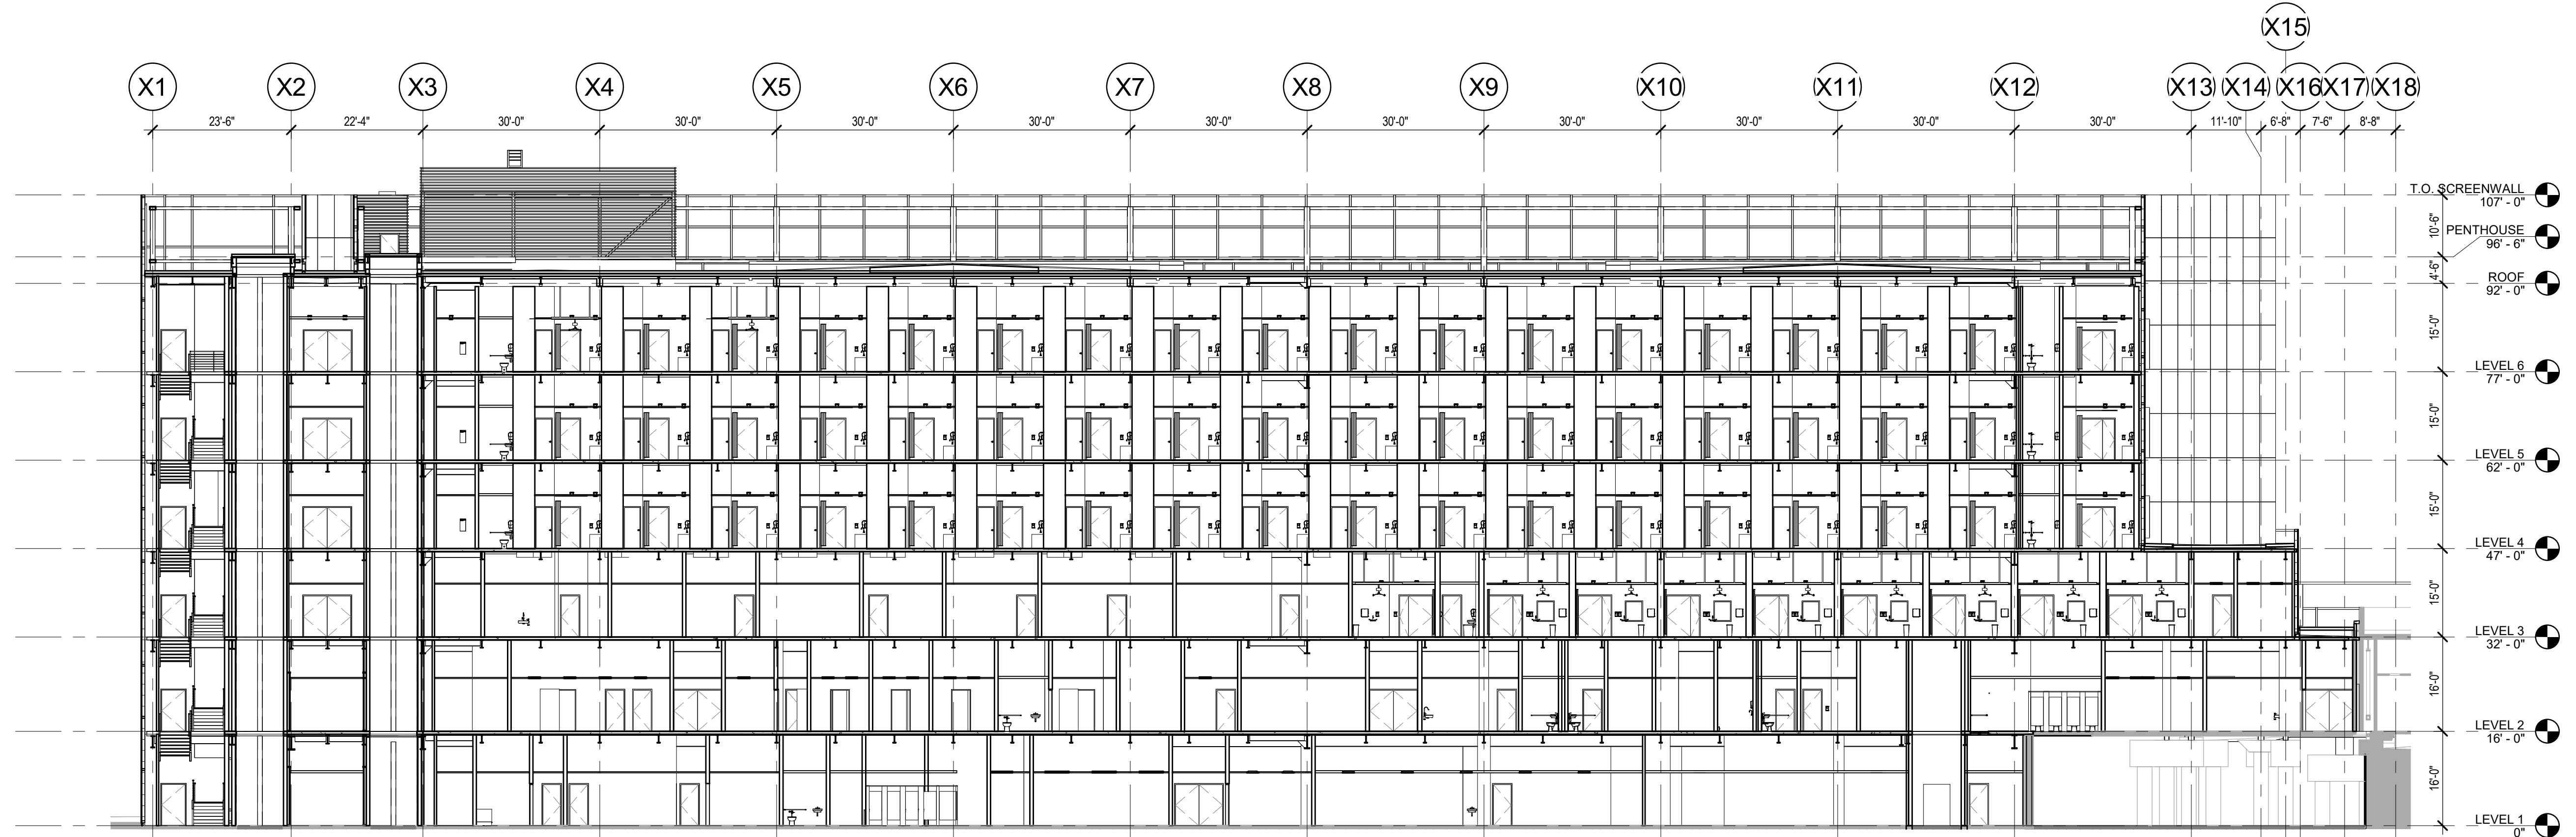 X15
X1 X2 X3 X4 X5 X6 X7 X8 X9 X10 X11 X12 X13 X14 X16 X17 X18
23'-6" 22'-4" 30'-0" 30'-0" 30'-0" 30'-0" 30'-0" 30'-0" 30'-0" 30'-0" 30'-0" 30'-0" 11'-10" 6'-8" 7'-6" 8'-8"
T.O. SCREENWALL
107' - 0"
10'-6"
PENTHOUSE
96' - 6"
4'-6"
ROOF
92' - 0"
15'-0"
LEVEL 6
77' - 0"
15'-0"
LEVEL 5
62' - 0"
15'-0"
LEVEL 4
47' - 0"
15'-0"
LEVEL 3
32' - 0"
16'-0"
LEVEL 2
16' - 0"
16'-0"
LEVEL 1
0"